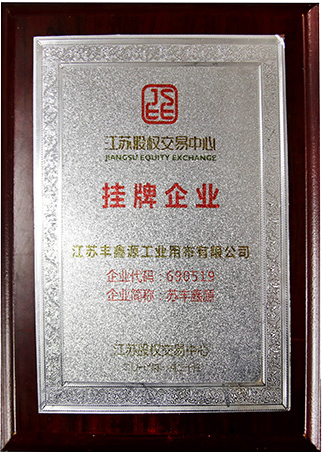 JSEE
江苏股权交易中心
JIANGSU EQUITY EXCHANGE
挂牌企业
江苏丰鑫源工业用布有限公司
企业代码：690519
企业简称：苏丰鑫源
江苏股权交易中心